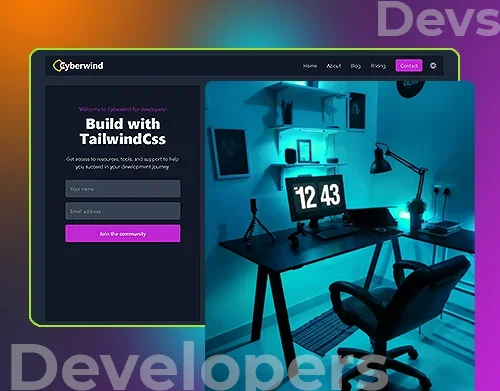 Devs
Cyberwind
Home About Blog Pricing Contact
Welcome to Cyberwind for developers!
Build with
TailwindCss
Get access to resources, tools, and support to help
you succeed in your development journey
Your name
Email address
Join the community
12 43
Developers